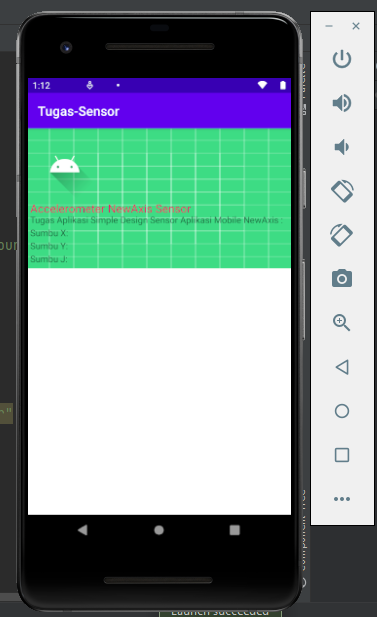 1:12
Tugas-Sensor
Accelerometer NewAxis Sensor
Tugas Aplikasi Simple Design Sensor Aplikasi Mobile NewAxis
Sumbu X:
Sumbu Y:
Sumbu J:
Launch succeeded